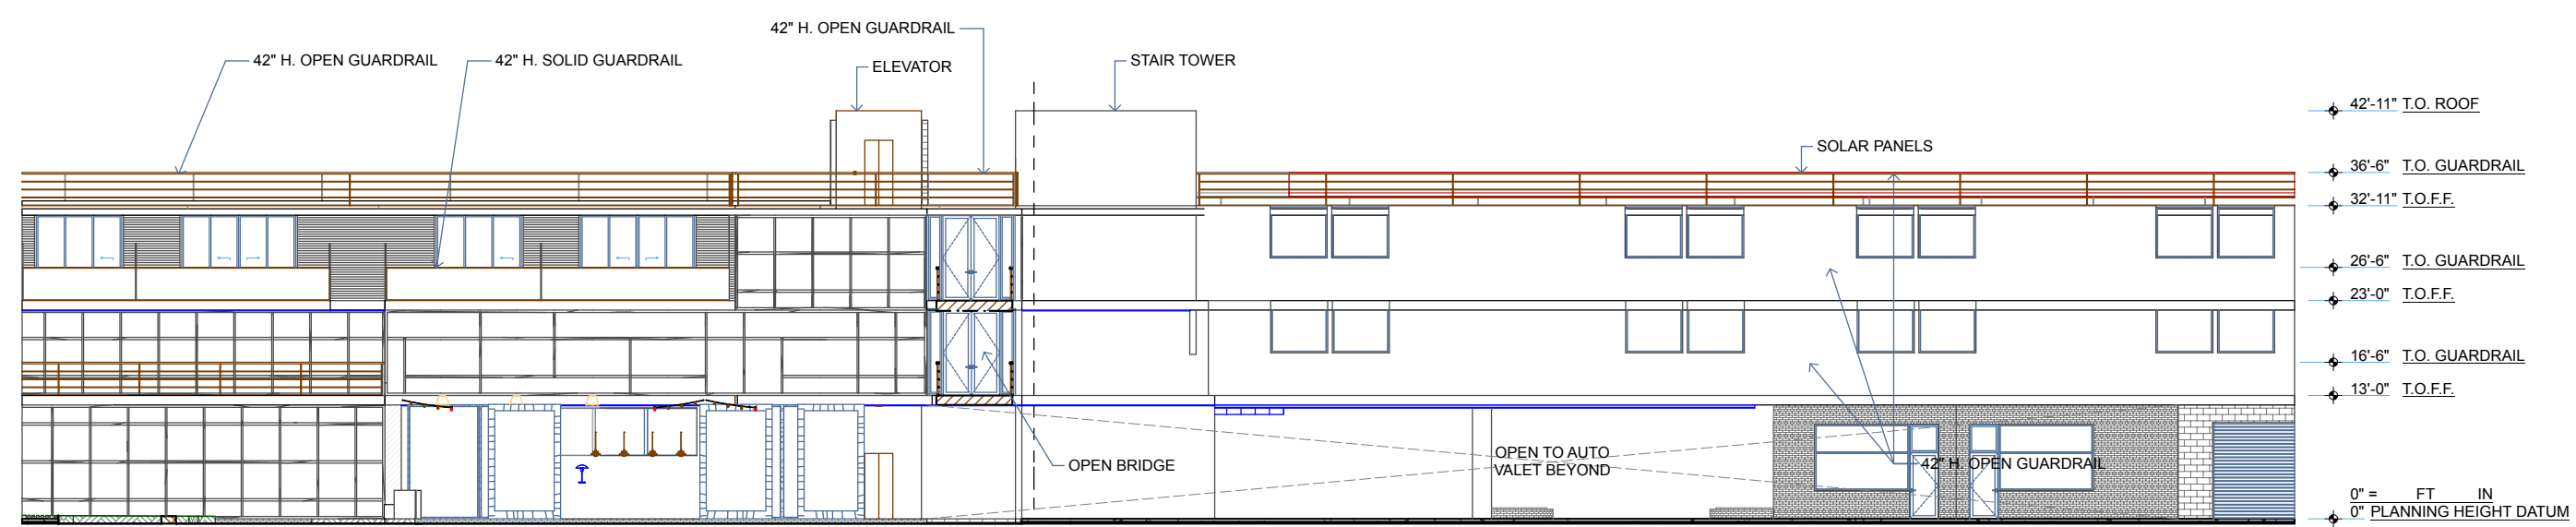 42" H. OPEN GUARDRAIL
42" H. OPEN GUARDRAIL
42" H. SOLID GUARDRAIL
ELEVATOR
STAIR TOWER
42'-11" T.O. ROOF
SOLAR PANELS
36'-6" T.O. GUARDRAIL
32'-11" T.O.F.F.
26'-6" T.O. GUARDRAIL
23'-0" T.O.F.F.
16'-6" T.O. GUARDRAIL
13'-0" T.O.F.F.
OPEN BRIDGE
OPEN TO AUTO
VALET BEYOND
42" H. OPEN GUARDRAIL
0" = FT IN
0" PLANNING HEIGHT DATUM